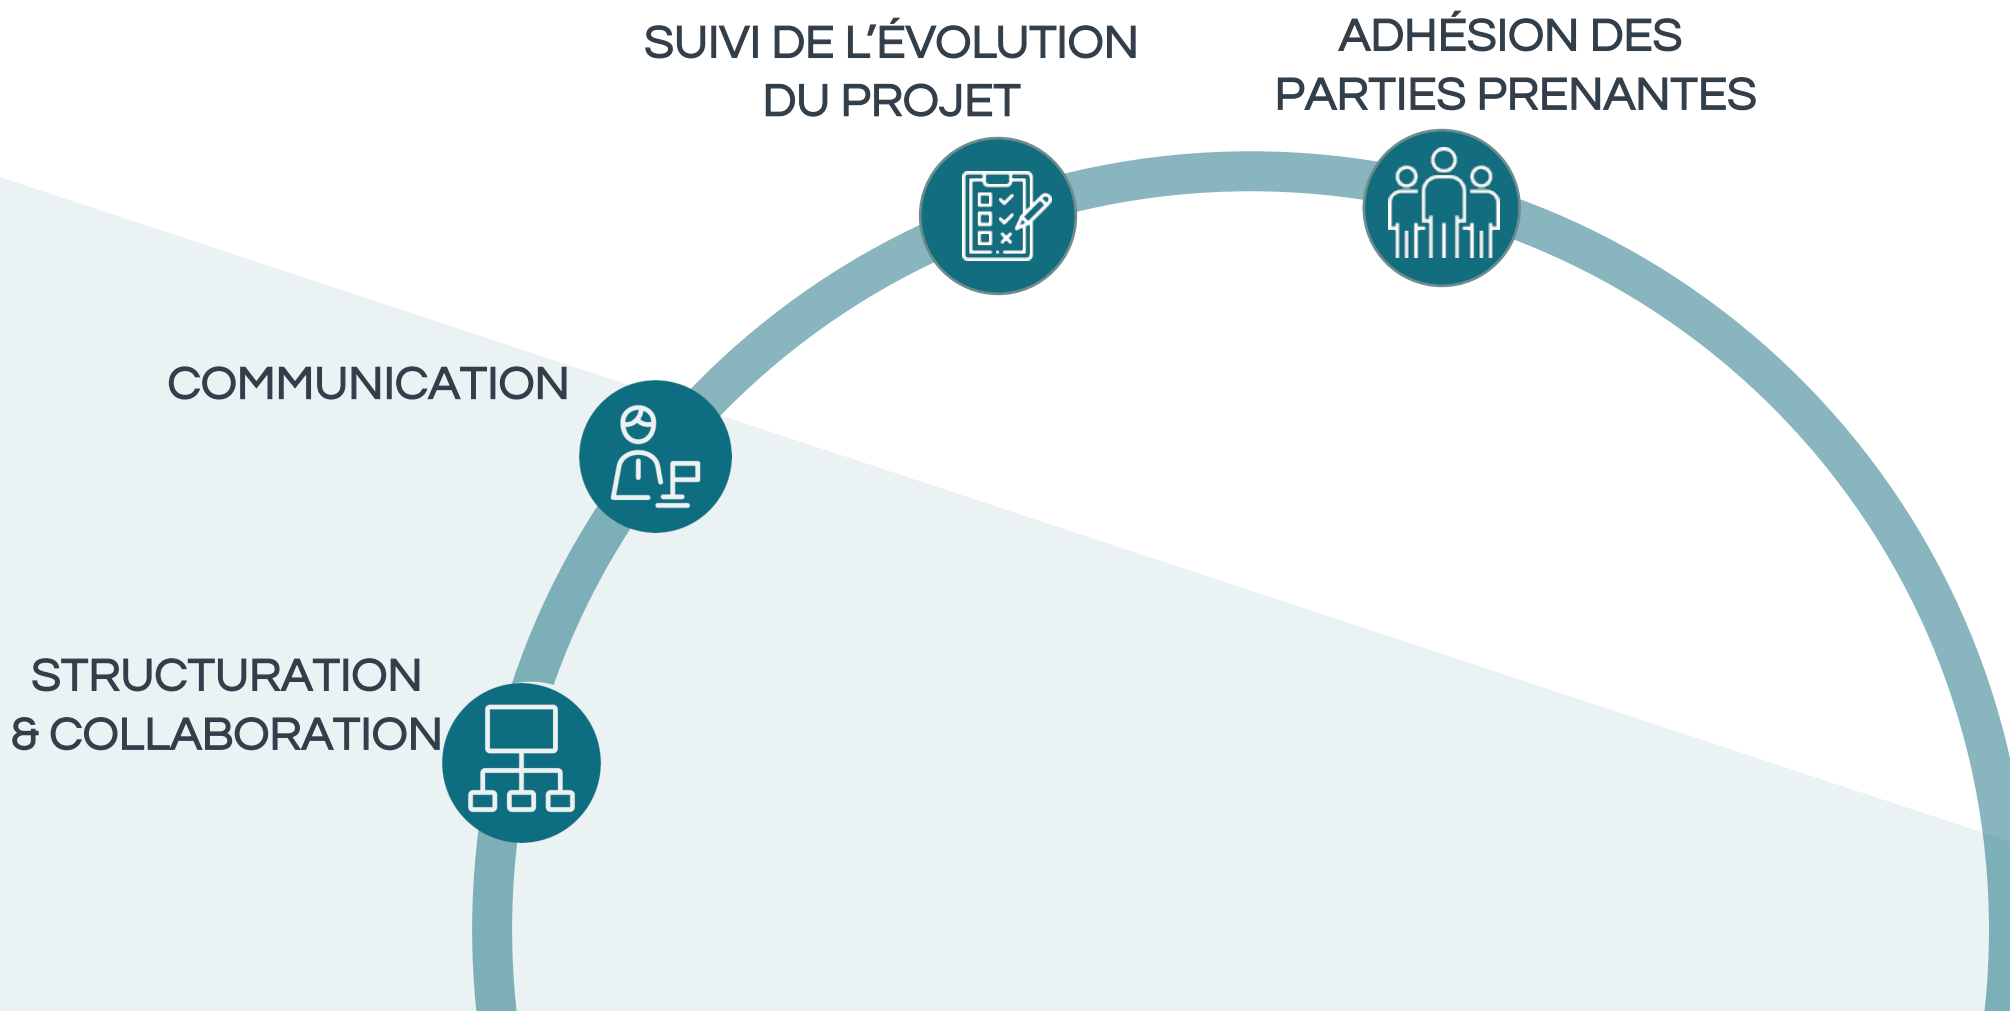 SUIVI DE L’ÉVOLUTION
DU PROJET
ADHÉSION DES
PARTIES PRENANTES
COMMUNICATION
STRUCTURATION
& COLLABORATION